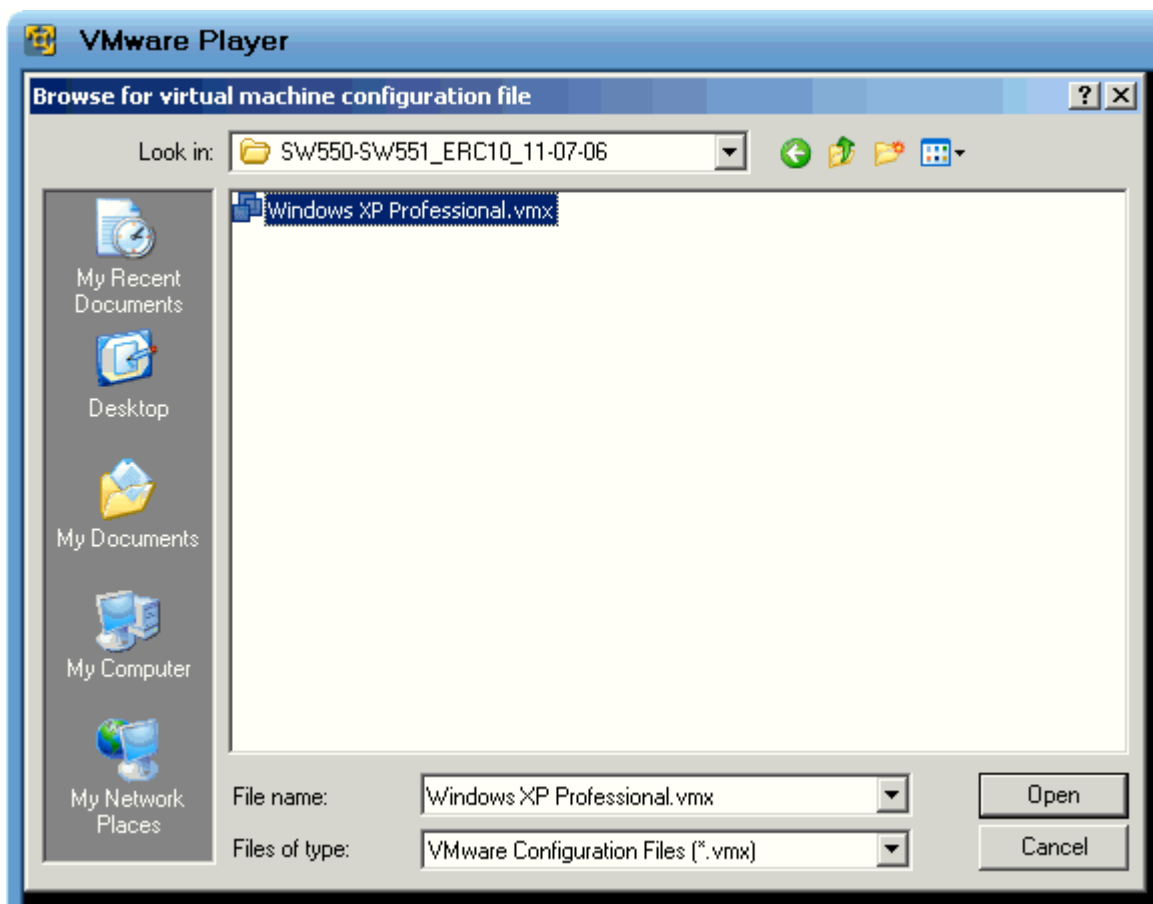 VMware Player
Browse for virtual machine configuration file
Look in:
SW550-SW551_ERC10_11-07-06
Windows XP Professional.vmx
My Recent
Documents
Desktop
My Documents
My Computer
My Network
Places
File name:
Windows XP Professional.vmx
Open
Files of type:
VMware Configuration Files (*.vmx)
Cancel